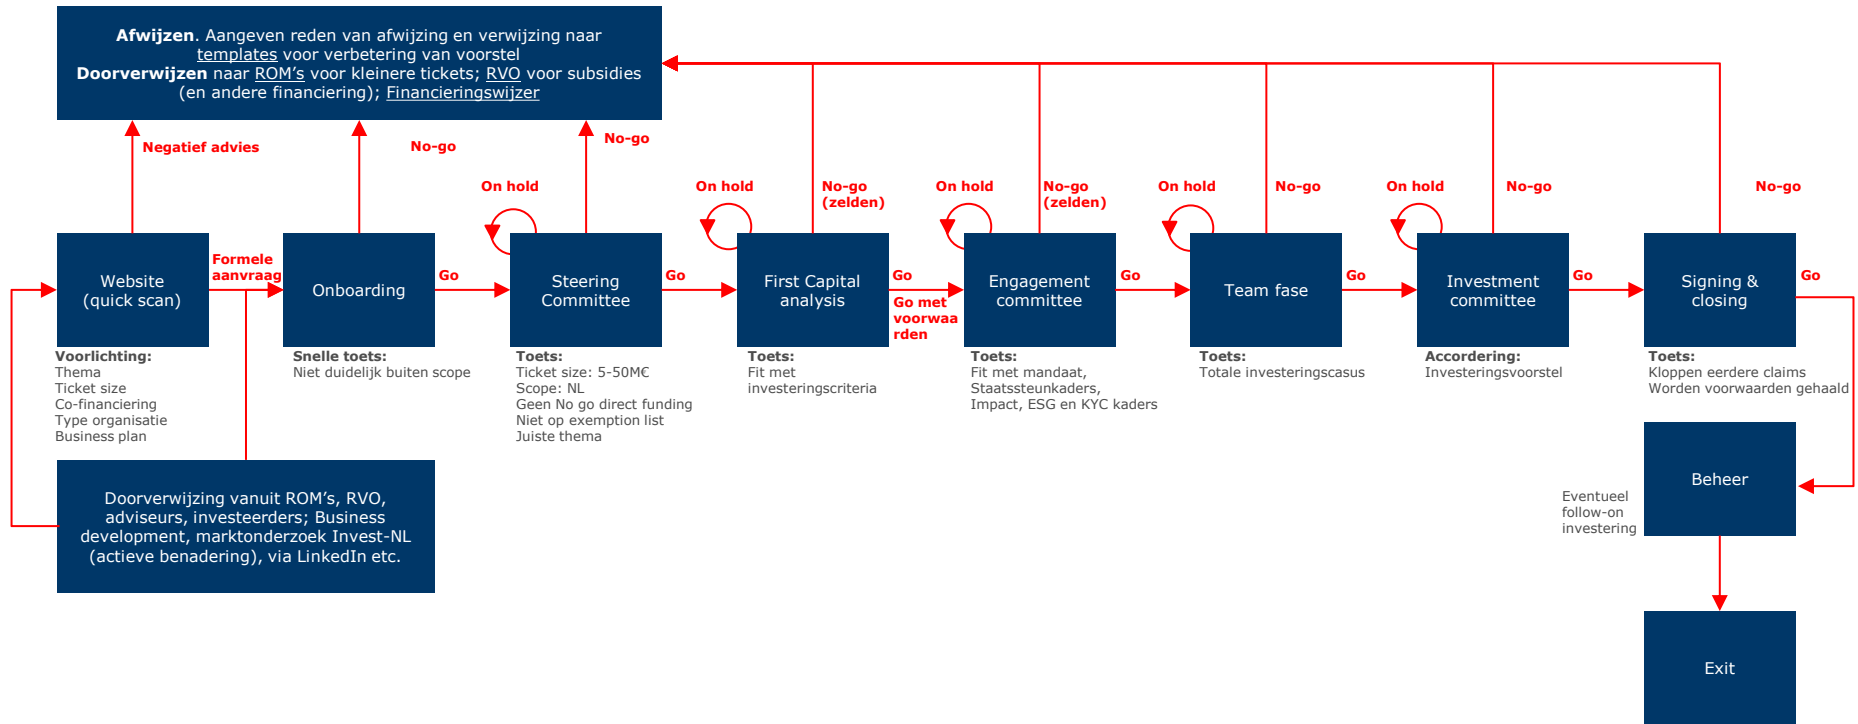 Afwijzen. Aangeven reden van afwijzing en verwijzing naar
templates voor verbetering van voorstel
Doorverwijzen naar ROM's voor kleinere tickets; RVO voor subsidies
(en andere financiering); Financieringswijzer
Negatief advies
No-go
No-go
On hold
On hold
No-go
(zelden)
On hold
No-go
(zelden)
On hold
No-go
On hold
No-go
No-go
Website
(quick scan)
Formele
aanvraag
Onboarding
Go
Steering
Committee
Go
First Capital
analysis
Go
Go met
voorwaa
rden
Engagement
committee
Go
Team fase
Go
Investment
committee
Go
Signing &
closing
Go
Voorlichting:
Thema
Ticket size
Co-financiering
Type organisatie
Business plan
Snelle toets:
Niet duidelijk buiten scope
Toets:
Ticket size: 5-50M€
Scope: NL
Geen No go direct funding
Niet op exemption list
Juiste thema
Toets:
Fit met
investeringscriteria
Toets:
Fit met mandaat,
Staatssteunkaders,
Impact, ESG en KYC kaders
Toets:
Totale investeringscasus
Accordering:
Investeringsvoorstel
Toets:
Kloppen eerdere claims
Worden voorwaarden gehaald
Doorverwijzing vanuit ROM's, RVO,
adviseurs, investeerders; Business
development, marktonderzoek Invest-NL
(actieve benadering), via LinkedIn etc.
Beheer
Eventueel
follow-on
investering
Exit